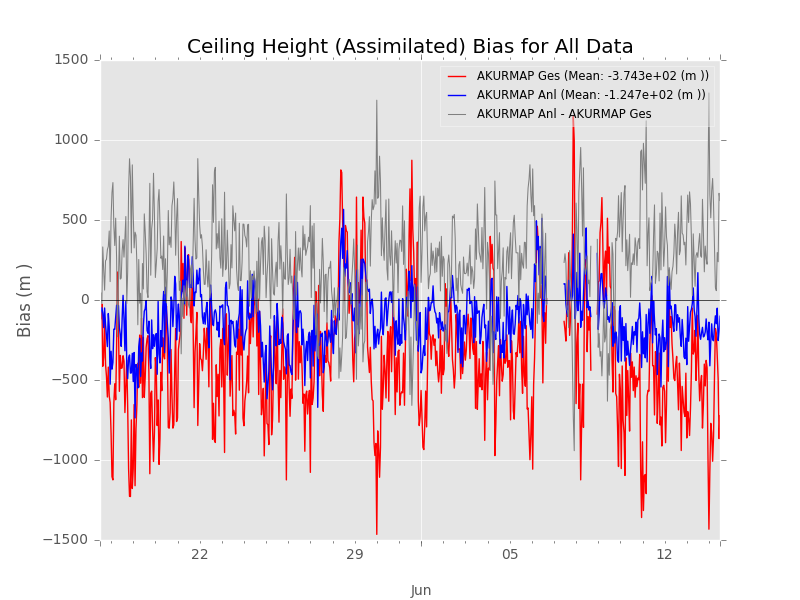 Ceiling Height (Assimilated) Bias for All Data
1500
1000
500
0
−500
−1000
−1500
Bias (m )
AKURMAP Ges (Mean: -3.743e+02 (m ))
AKURMAP Anl (Mean: -1.247e+02 (m ))
AKURMAP Anl - AKURMAP Ges
22
29
05
12
Jun